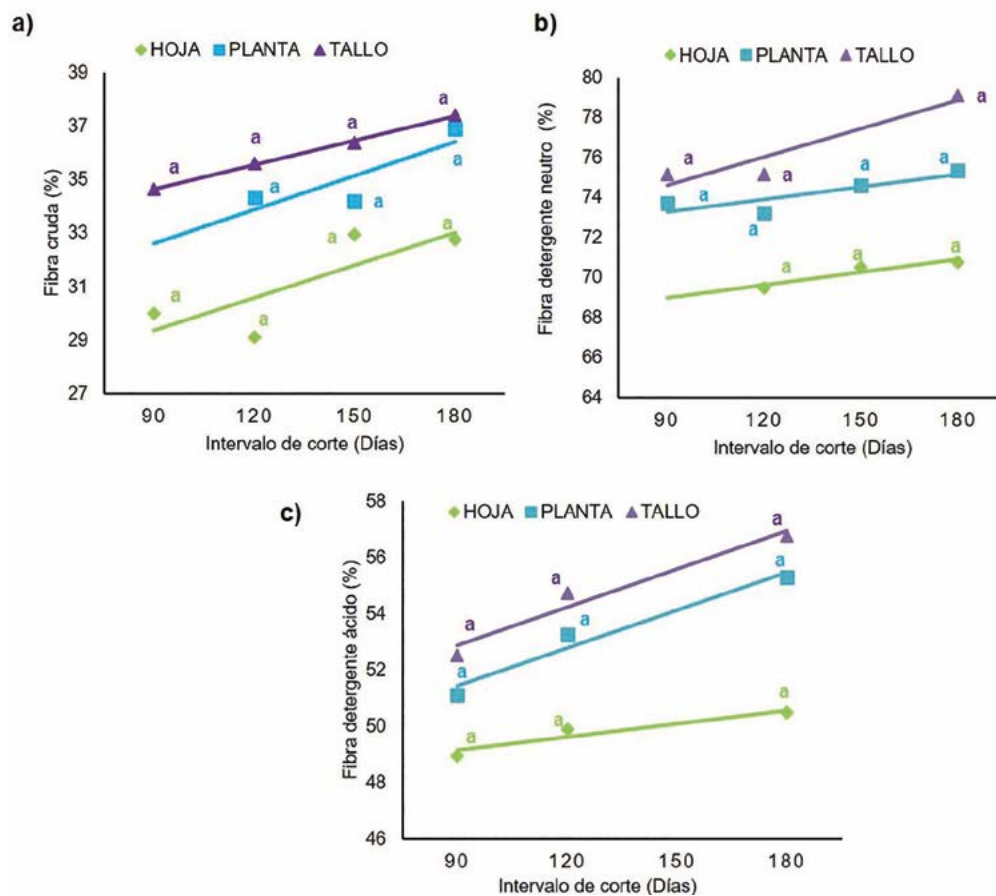 a)
HOJA PLANTA TALLO
39
37
35
33
31
29
27
Fibra cruda (%)
a a a a
a a a
a a a a
90 120 150 180
Intervalo de corte (Días)
b)
HOJA PLANTA TALLO
80
78
76
74
72
70
68
66
64
Fibra detergente neutro (%)
a a a
a a a a
a a a
90 120 150 180
Intervalo de corte (Días)
c)
HOJA PLANTA TALLO
58
56
54
52
50
48
46
Fibra detergente ácido (%)
a a a
a a a
a a a
90 120 150 180
Intervalo de corte (Días)